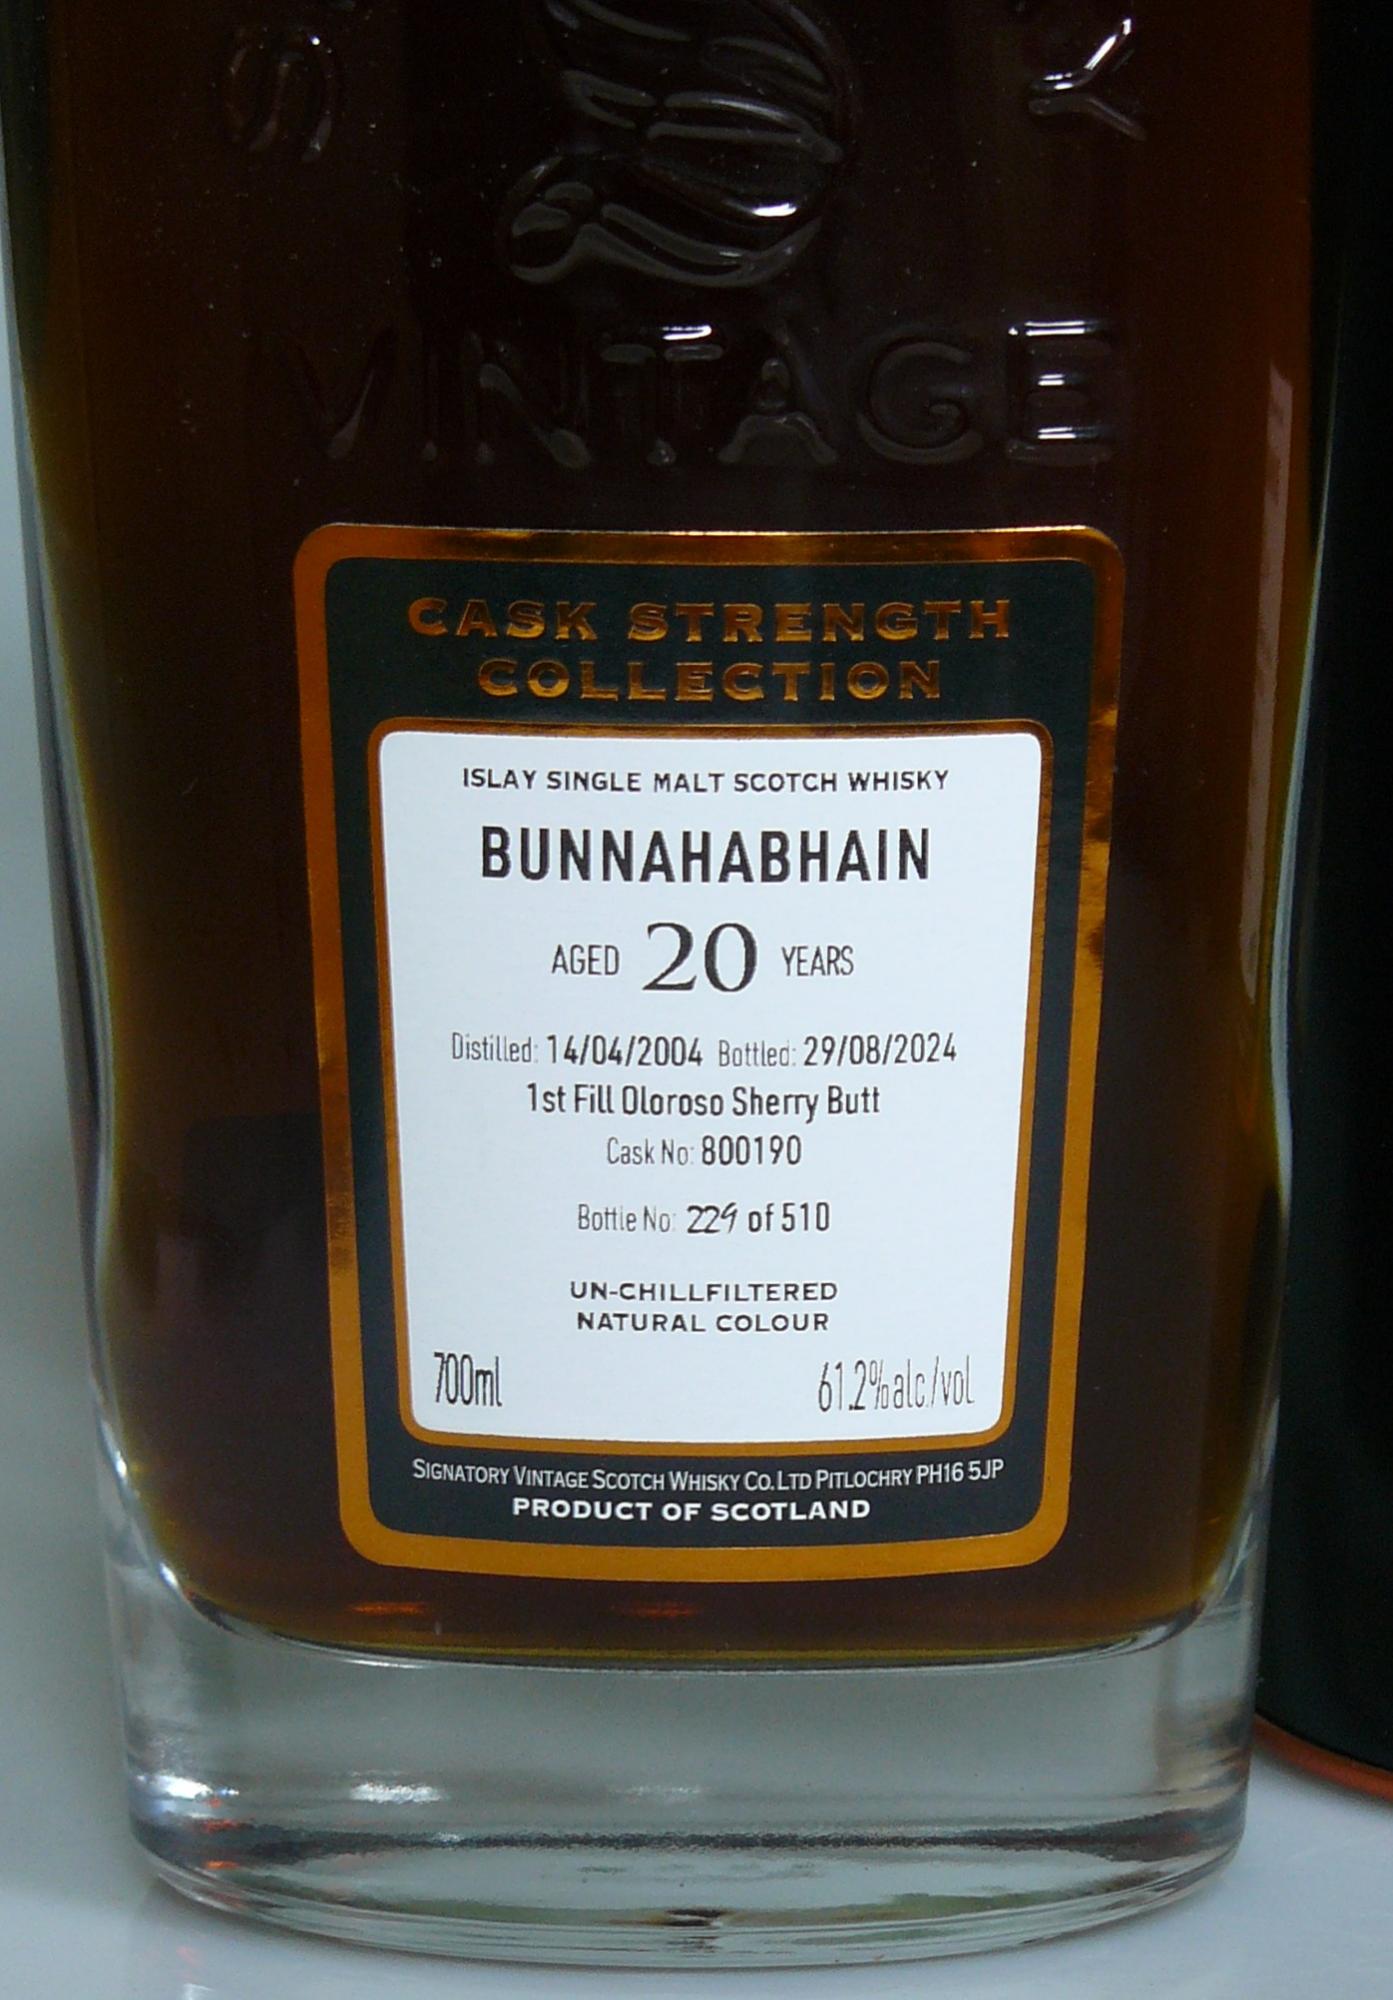 S Y
VINTAGE
CASK STRENGTH
COLLECTION
ISLAY SINGLE MALT SCOTCH WHISKY
BUNNAHABHAIN
AGED 20 YEARS
Distilled: 14/04/2004 Bottled: 29/08/2024
1st Fill Oloroso Sherry Butt
Cask No: 800190
Bottle No: 229 of 510
UN-CHILLFILTERED
NATURAL COLOUR
700ml 61.2%alc./vol
SIGNATORY VINTAGE SCOTCH WHISKY CO. LTD PITLOCHRY PH16 5JP
PRODUCT OF SCOTLAND